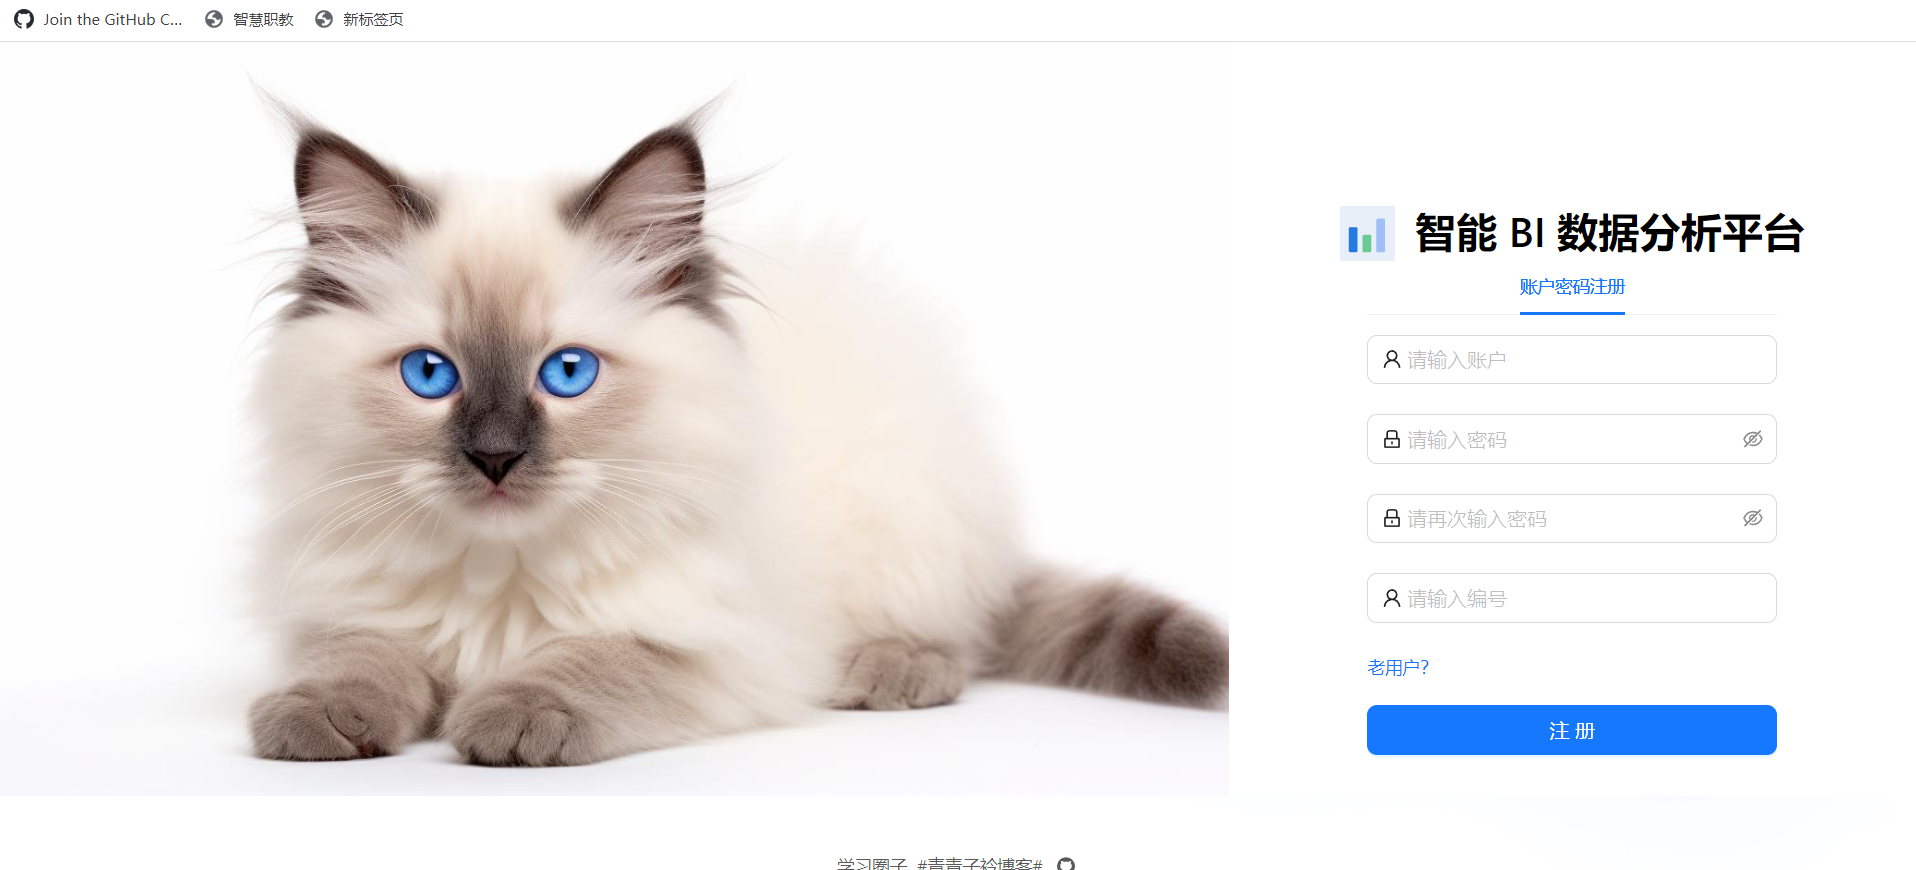 Join the GitHub C... 智慧职教 新标签页
智能 BI 数据分析平台
账户密码注册
请输入账户
请输入密码
请再次输入密码
请输入编号
老用户?
注 册
学习圈子 #青青子衿博客#